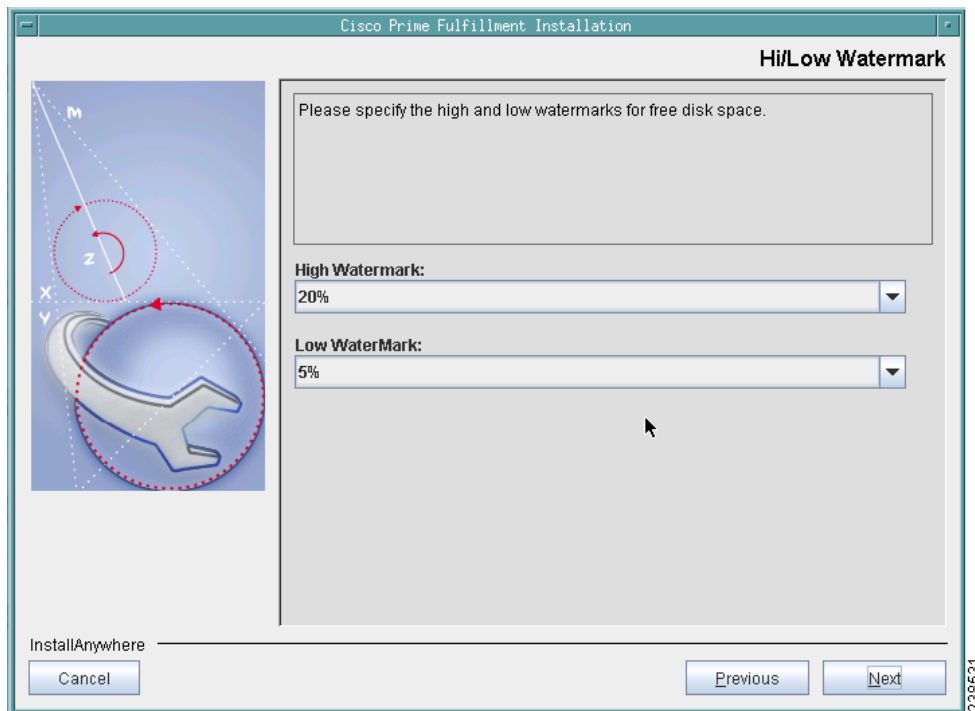 Cisco Prime Fulfillment Installation
Hi/Low Watermark
M
Z
X
Y
Please specify the high and low watermarks for free disk space.
High Watermark:
20%
Low WaterMark:
5%
InstallAnywhere
Cancel
Previous
Next
238531